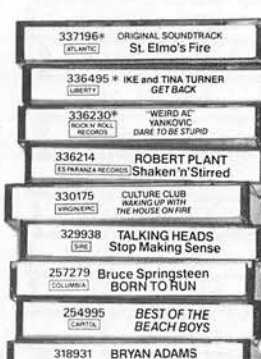 337196* ORIGINAL SOUNDTRACK
ATLANTIC St. Elmo's Fire
336495* IKE and TINA TURNER
LIBERTY GET BACK
336230* "WEIRD AL"
ROCK N' ROLL YANKOVIC
RECORDS DARE TO BE STUPID
336214 ROBERT PLANT
ES PARANZA RECORDS Shaken 'n' Stirred
330175 CULTURE CLUB
VIRGIN/EPIC WAKING UP WITH
THE HOUSE ON FIRE
329938 TALKING HEADS
SIRE Stop Making Sense
257279 Bruce Springsteen
COLUMBIA BORN TO RUN
254995 BEST OF THE
CAPITOL BEACH BOYS
318931 BRYAN ADAMS